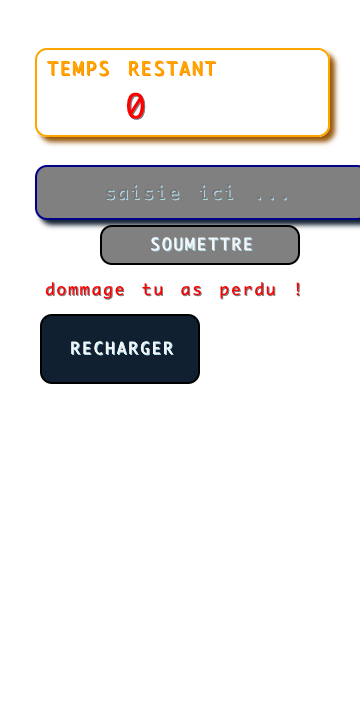 TEMPS RESTANT
0
saisie ici ...
SOUMETTRE
dommage tu as perdu !
RECHARGER